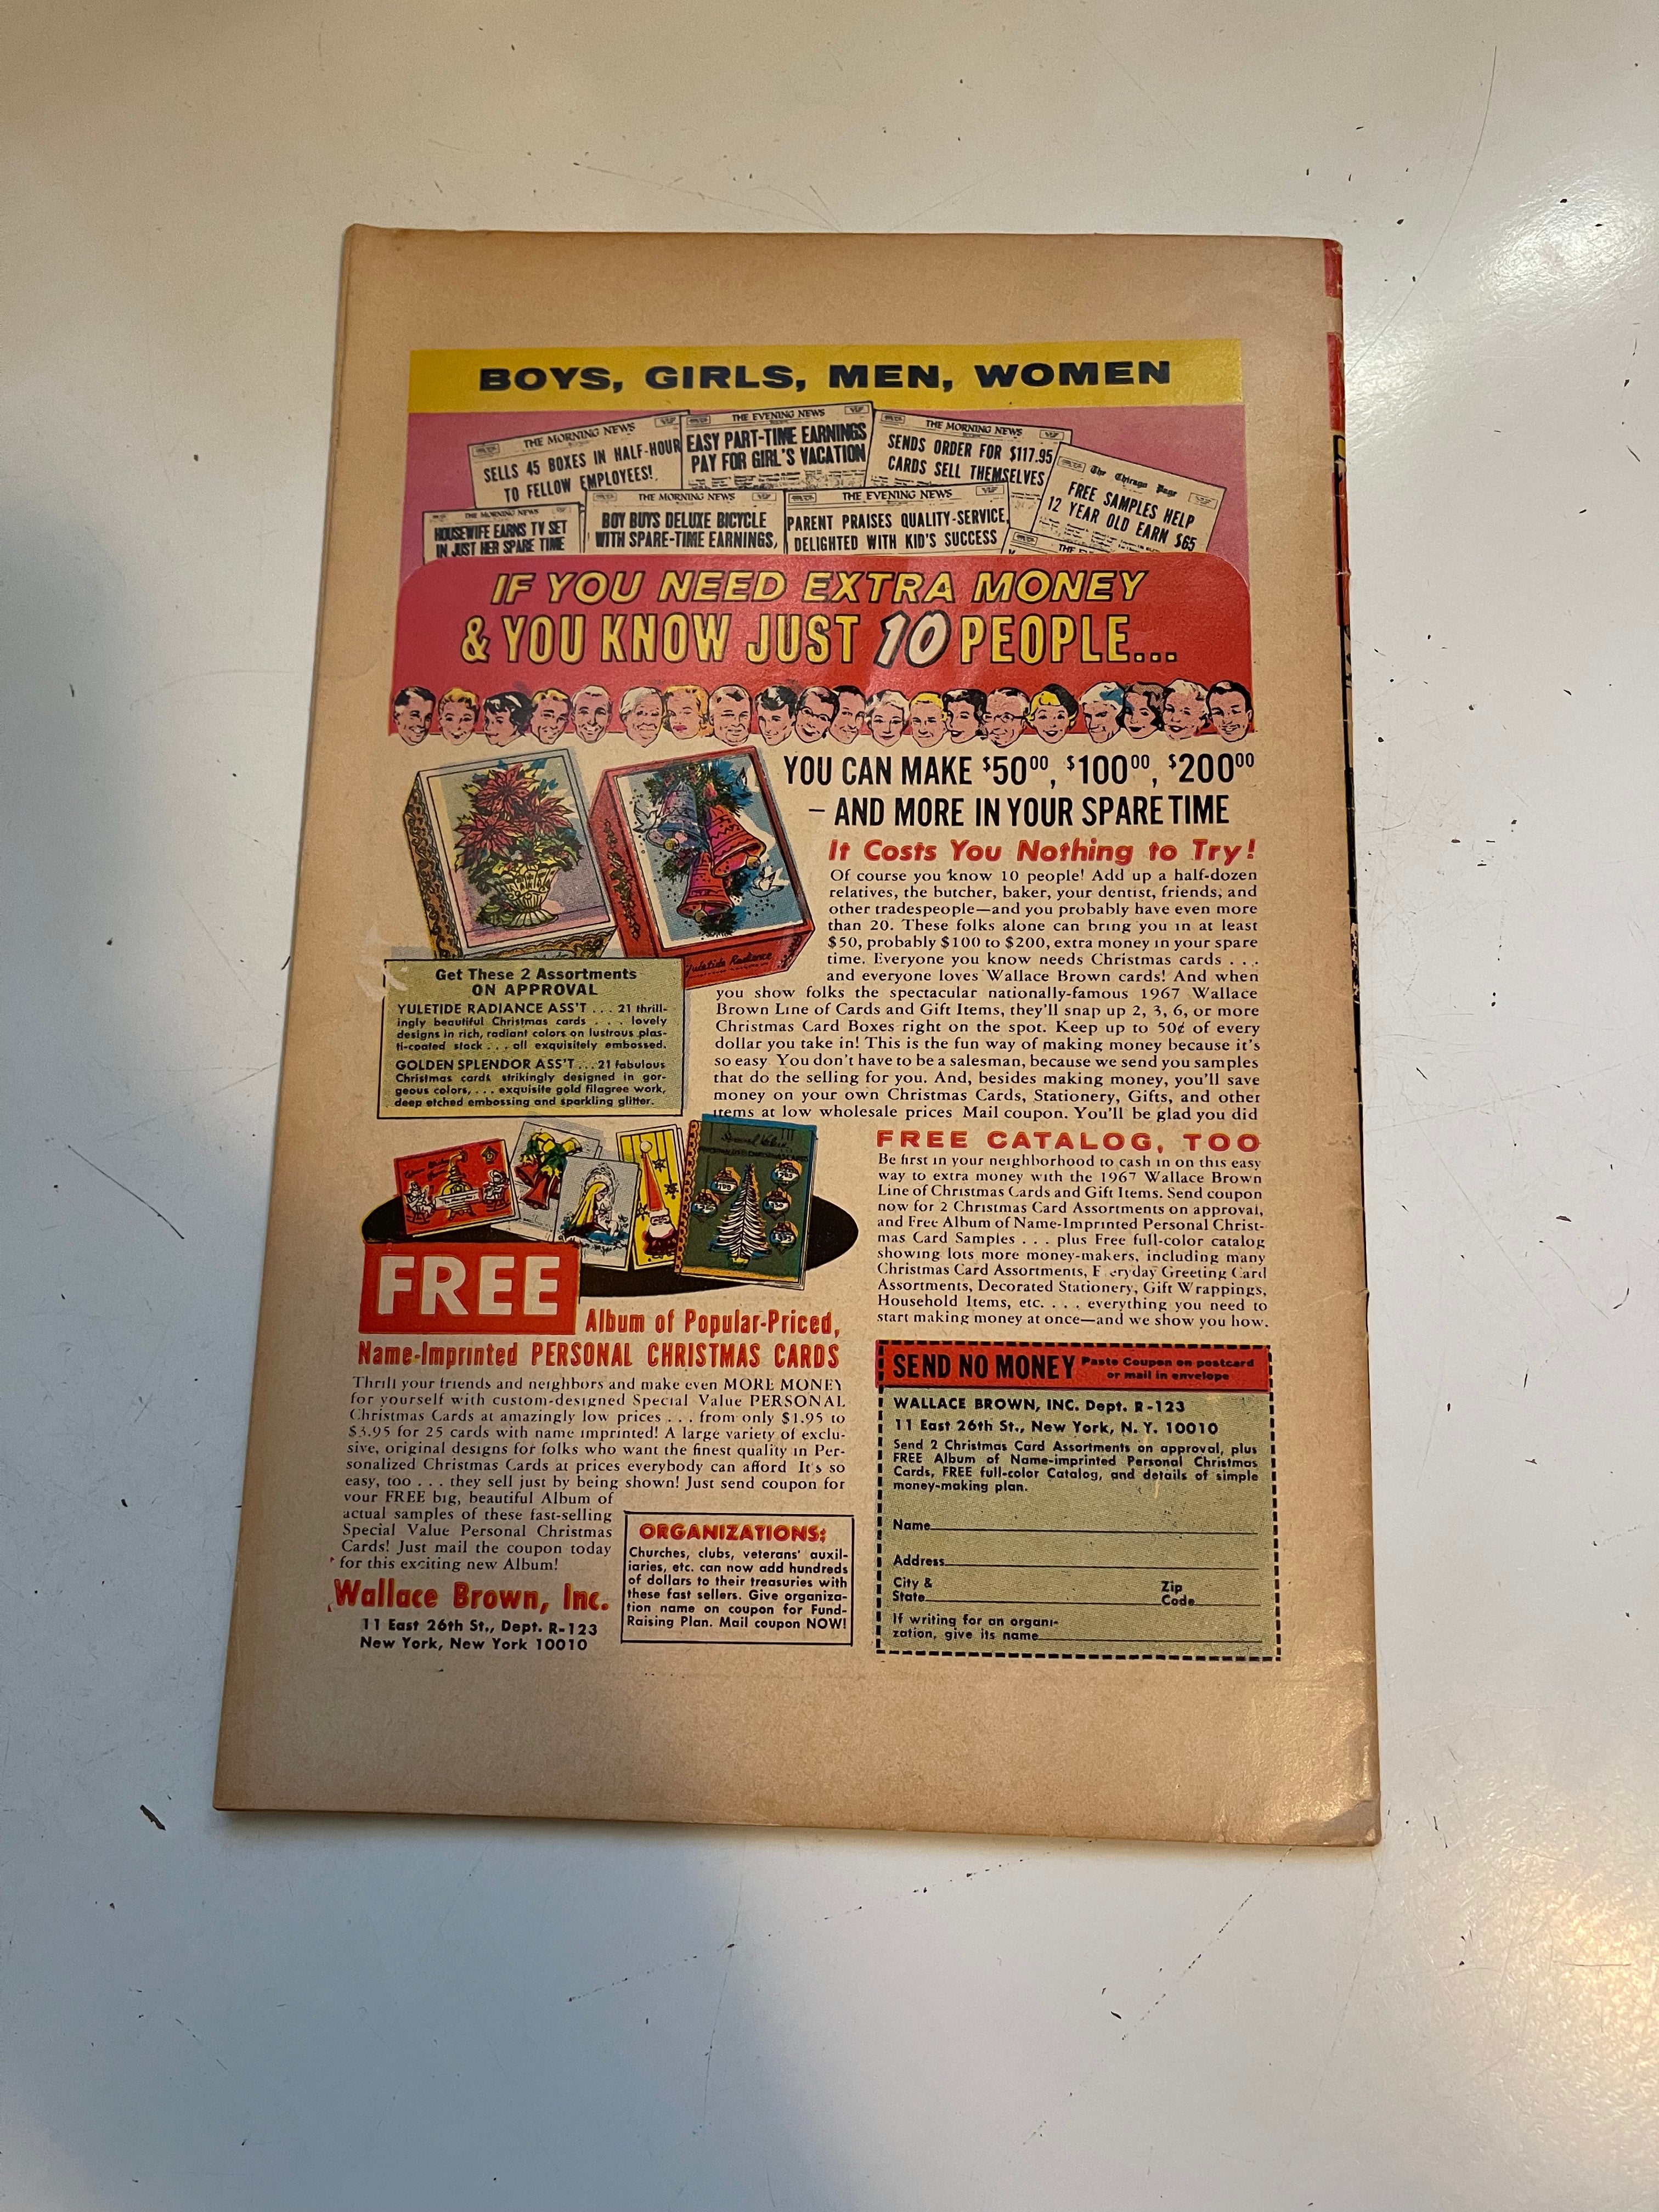 BOYS, GIRLS, MEN, WOMEN
THE MORNING NEWS
SELLS 45 BOXES IN HALF-HOUR
TO FELLOW EMPLOYEES!
THE EVENING NEWS
EASY PART-TIME EARNINGS
PAY FOR GIRL'S VACATION
THE MORNING NEWS
SENDS ORDER FOR $117.95
CARDS SELL THEMSELVES
The Chicago Page
FREE SAMPLES HELP
12 YEAR OLD EARN $65
THE MORNING NEWS
HOUSEWIFE EARNS TV SET
IN JUST HER SPARE TIME
THE MORNING NEWS
BOY BUYS DELUXE BICYCLE
WITH SPARE-TIME EARNINGS,
THE EVENING NEWS
PARENT PRAISES QUALITY-SERVICE,
DELIGHTED WITH KID'S SUCCESS
IF YOU NEED EXTRA MONEY
& YOU KNOW JUST 10 PEOPLE...
YOU CAN MAKE $50⁰⁰, $100⁰⁰, $200⁰⁰
– AND MORE IN YOUR SPARE TIME
It Costs You Nothing to Try!
Of course you know 10 people! Add up a half-dozen
relatives, the butcher, baker, your dentist, friends, and
other tradespeople—and you probably have even more
than 20. These folks alone can bring you in at least
$50, probably $100 to $200, extra money in your spare
time. Everyone you know needs Christmas cards . . .
and everyone loves Wallace Brown cards! And when
you show folks the spectacular nationally-famous 1967 Wallace
Brown Line of Cards and Gift Items, they'll snap up 2, 3, 6, or more
Christmas Card Boxes right on the spot. Keep up to 50¢ of every
dollar you take in! This is the fun way of making money because it's
so easy You don't have to be a salesman, because we send you samples
that do the selling for you. And, besides making money, you'll save
money on your own Christmas Cards, Stationery, Gifts, and other
items at low wholesale prices Mail coupon. You'll be glad you did
Yuletide Radiance
Get These 2 Assortments
ON APPROVAL
YULETIDE RADIANCE ASS'T . . . 21 thrill-
ingly beautiful Christmas cards . . . lovely
designs in rich, radiant colors on lustrous plas-
ti-coated stock . . . all exquisitely embossed.
GOLDEN SPLENDOR ASS'T . . . 21 fabulous
Christmas cards strikingly designed in gor-
geous colors, . . . exquisite gold filagree work,
deep etched embossing and sparkling glitter.
Special Value
FREE
Album of Popular-Priced,
Name-Imprinted PERSONAL CHRISTMAS CARDS
Thrill your friends and neighbors and make even MORE MONEY
for yourself with custom-designed Special Value PERSONAL
Christmas Cards at amazingly low prices . . . from only $1.95 to
$3.95 for 25 cards with name imprinted! A large variety of exclu-
sive, original designs for folks who want the finest quality in Per-
sonalized Christmas Cards at prices everybody can afford It's so
easy, too . . . they sell just by being shown! Just send coupon for
your FREE big, beautiful Album of
actual samples of these fast-selling
Special Value Personal Christmas
Cards! Just mail the coupon today
for this exciting new Album!
Wallace Brown, Inc.
11 East 26th St., Dept. R-123
New York, New York 10010
ORGANIZATIONS:
Churches, clubs, veterans' auxil-
iaries, etc. can now add hundreds
of dollars to their treasuries with
these fast sellers. Give organiza-
tion name on coupon for Fund-
Raising Plan. Mail coupon NOW!
FREE CATALOG, TOO
Be first in your neighborhood to cash in on this easy
way to extra money with the 1967 Wallace Brown
Line of Christmas Cards and Gift Items. Send coupon
now for 2 Christmas Card Assortments on approval,
and Free Album of Name-Imprinted Personal Christ-
mas Card Samples . . . plus Free full-color catalog
showing lots more money-makers, including many
Christmas Card Assortments, E eryday Greeting Card
Assortments, Decorated Stationery, Gift Wrappings,
Household Items, etc. . . . everything you need to
start making money at once—and we show you how.
SEND NO MONEY Paste Coupon on postcard
or mail in envelope
WALLACE BROWN, INC. Dept. R-123
11 East 26th St., New York, N. Y. 10010
Send 2 Christmas Card Assortments on approval, plus
FREE Album of Name-imprinted Personal Christmas
Cards, FREE full-color Catalog, and details of simple
money-making plan.
Name
Address
City & State Zip Code
If writing for an organi-
zation, give its name